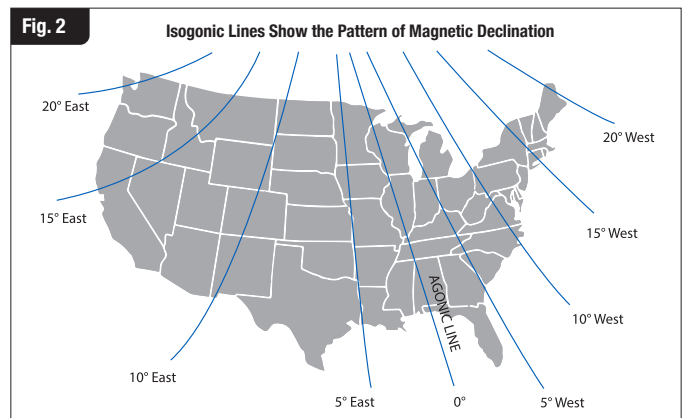 Fig. 2
Isogonic Lines Show the Pattern of Magnetic Declination
20° East
20° West
15° East
15° West
AGONIC LINE
10° West
10° East
5° East
0°
5° West